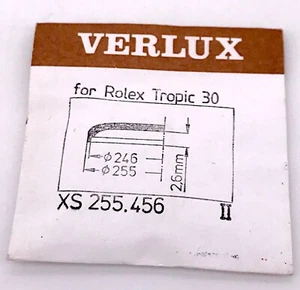 VERLUX
for Rolex Tropic 30
ϕ246
ϕ255
2,6mm
XS 255.456 II